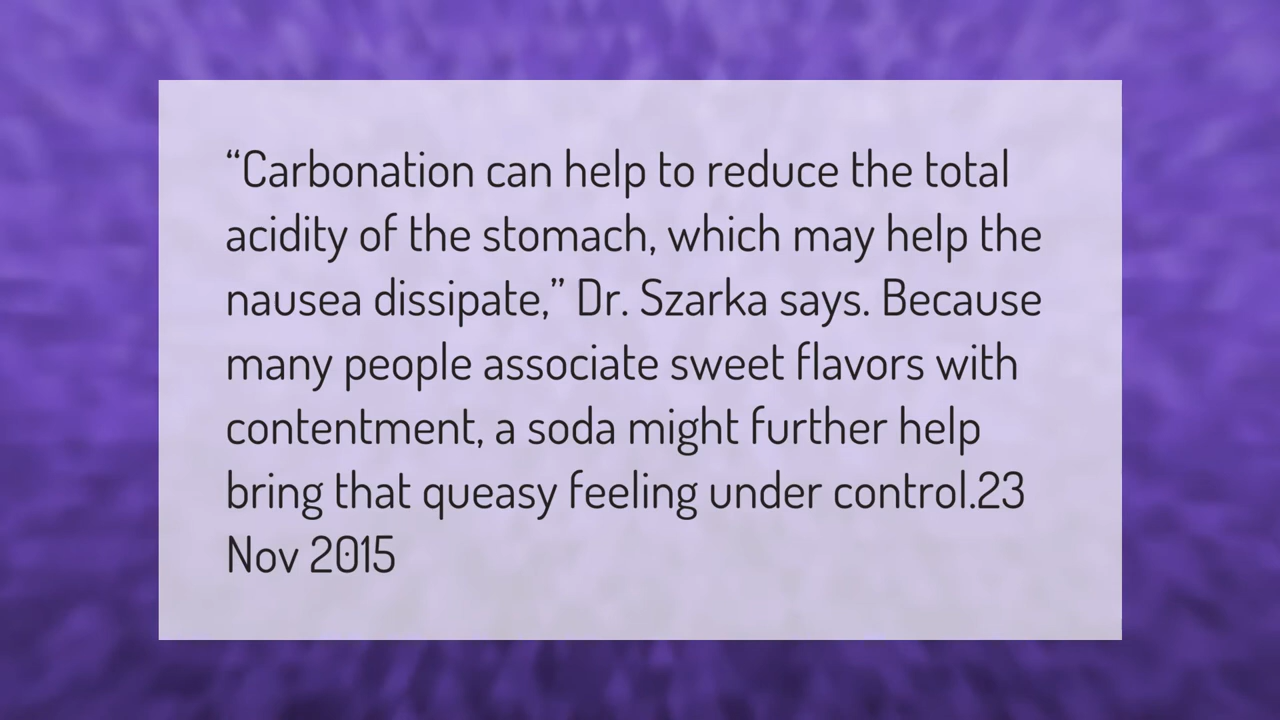 “Carbonation can help to reduce the total
acidity of the stomach, which may help the
nausea dissipate,” Dr. Szarka says. Because
many people associate sweet flavors with
contentment, a soda might further help
bring that queasy feeling under control.23
Nov 2015